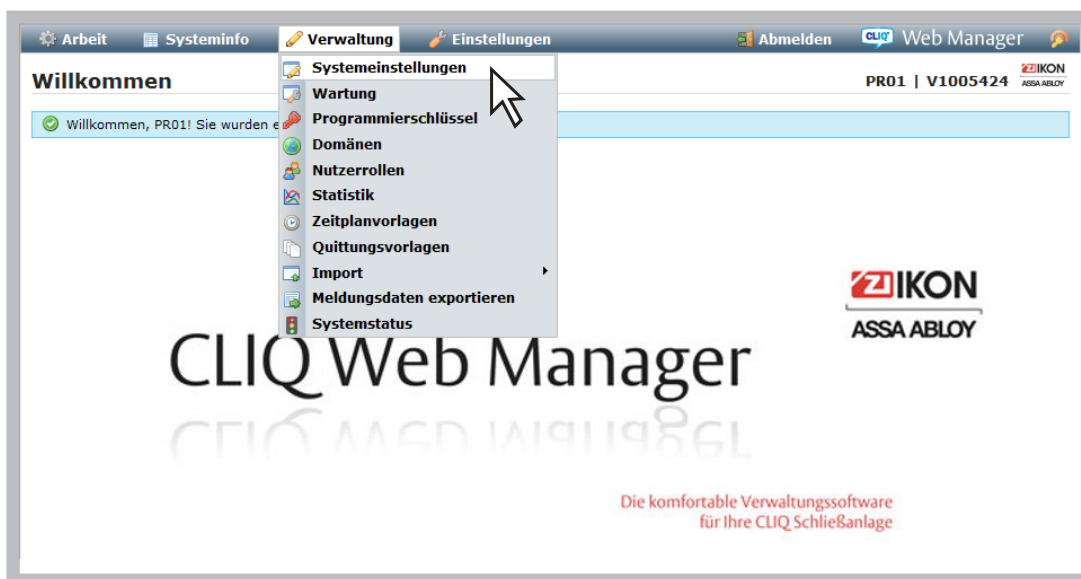 Arbeit Systeminfo Verwaltung Einstellungen Abmelden CLIQ Web Manager
Willkommen PR01 | V1005424 IKON
ASSA ABLOY
Willkommen, PR01! Sie wurden e
Systemeinstellungen
Wartung
Programmierschlüssel
Domänen
Nutzerrollen
Statistik
Zeitplanvorlagen
Quittungsvorlagen
Import
Meldungsdaten exportieren
Systemstatus
IKON
ASSA ABLOY
CLIQ Web Manager
Die komfortable Verwaltungssoftware
für Ihre CLIQ Schließanlage